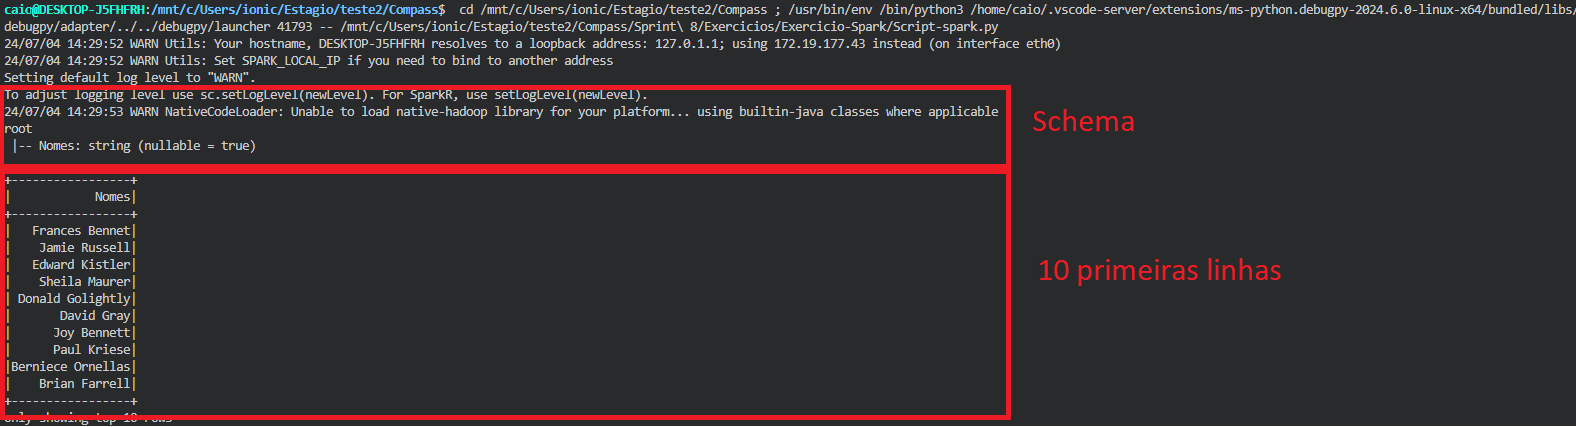 caio@DESKTOP-J5FHFRH:/mnt/c/Users/ionic/Estagio/teste2/Compass$  cd /mnt/c/Users/ionic/Estagio/teste2/Compass ; /usr/bin/env /bin/python3 /home/caio/.vscode-server/extensions/ms-python.debugpy-2024.6.0-linux-x64/bundled/libs/
debugpy/adapter/../../debugpy/launcher 41793 -- /mnt/c/Users/ionic/Estagio/teste2/Compass/Sprint\ 8/Exercicios/Exercicio-Spark/Script-spark.py
24/07/04 14:29:52 WARN Utils: Your hostname, DESKTOP-J5FHFRH resolves to a loopback address: 127.0.1.1; using 172.19.177.43 instead (on interface eth0)
24/07/04 14:29:52 WARN Utils: Set SPARK_LOCAL_IP if you need to bind to another address
Setting default log level to "WARN".
To adjust logging level use sc.setLogLevel(newLevel). For SparkR, use setLogLevel(newLevel).
24/07/04 14:29:53 WARN NativeCodeLoader: Unable to load native-hadoop library for your platform... using builtin-java classes where applicable
Schema
root
 |-- Nomes: string (nullable = true)
+-----------------+
|            Nomes|
+-----------------+
|   Frances Bennet|
|    Jamie Russell|
|   Edward Kistler|
|    Sheila Maurer|
10 primeiras linhas
| Donald Golightly|
|       David Gray|
|      Joy Bennett|
|      Paul Kriese|
|Berniece Ornellas|
|    Brian Farrell|
+-----------------+
only showing top 10 rows